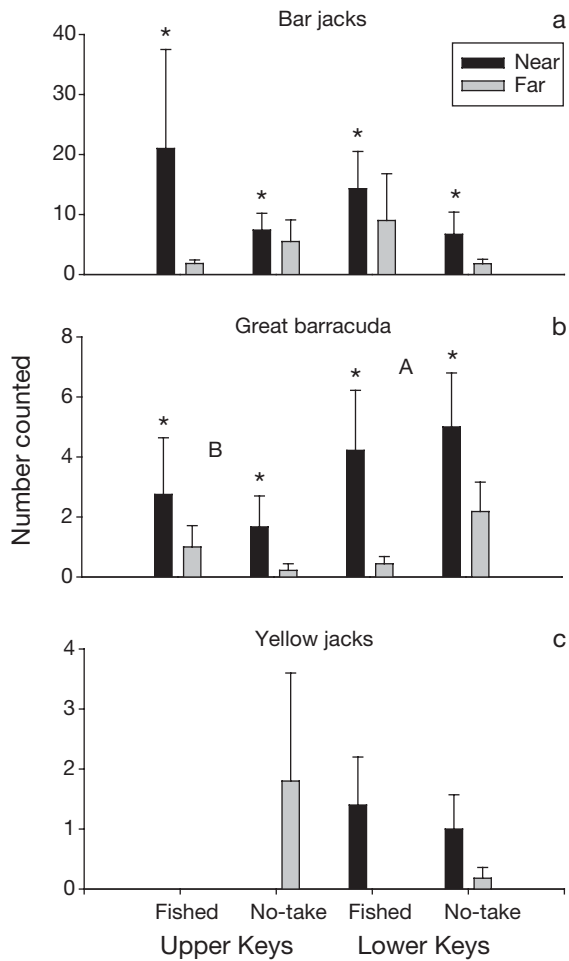 Bar jacks
a
40
30
20
10
0
*
*
*
*
Near
Far
Great barracuda
b
8
6
4
2
0
*
B
*
*
A
*
Number counted
Yellow jacks
c
4
3
2
1
0
Fished No-take Fished No-take
Upper Keys Lower Keys